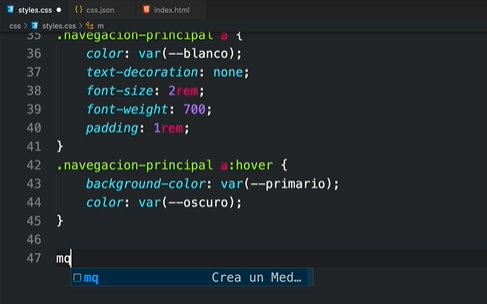 styles.css css.json index.html
css > styles.css > m
35 .navegacion-principal a {
36 color: var(--blanco);
37 text-decoration: none;
38 font-size: 2rem;
39 font-weight: 700;
40 padding: 1rem;
41 }
42 .navegacion-principal a:hover {
43 background-color: var(--primario);
44 color: var(--oscuro);
45 }
46
47 mq
mq Crea un Med…